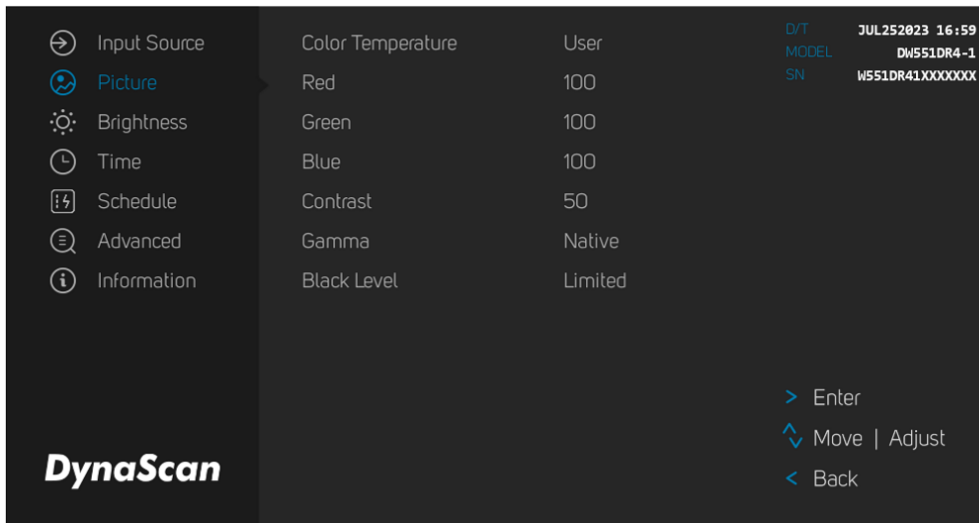 Input Source
Picture
Brightness
Time
Schedule
Advanced
Information
DynaScan
Color Temperature User
Red 100
Green 100
Blue 100
Contrast 50
Gamma Native
Black Level Limited
D/T JUL252023 16:59
MODEL DW551DR4-1
SN W551DR41XXXXXXX
> Enter
Move | Adjust
< Back